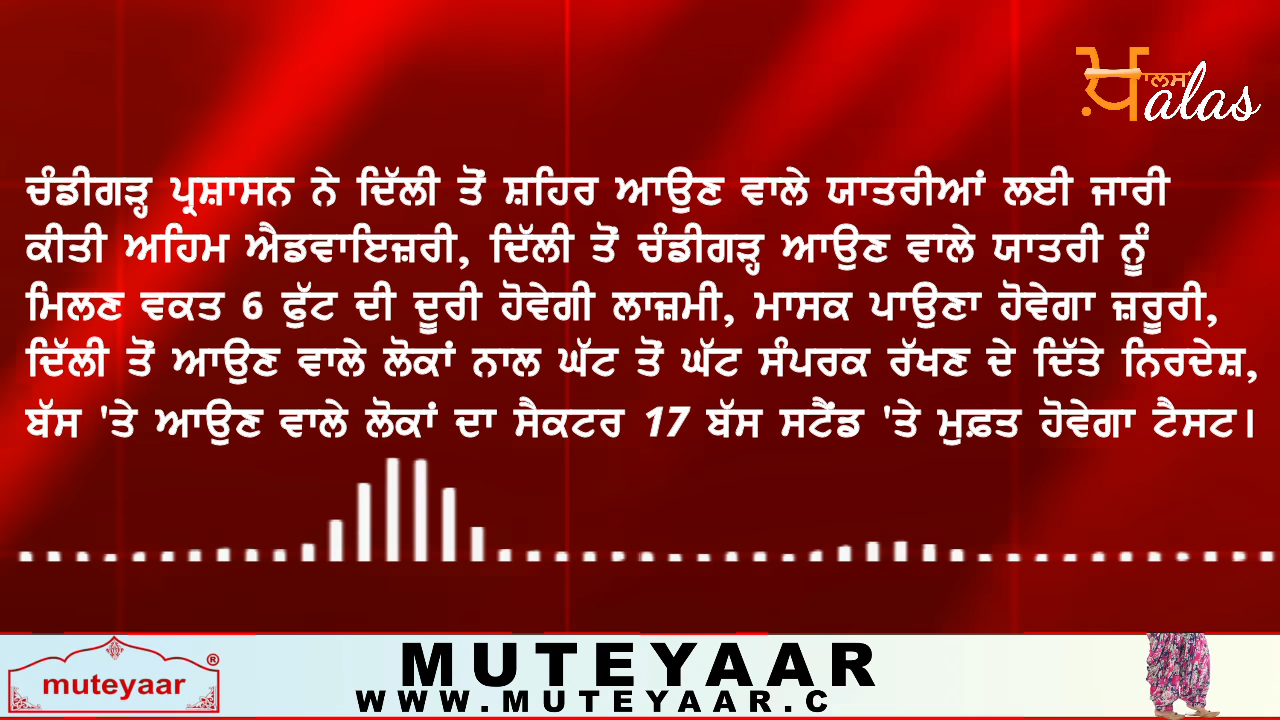 ਖ਼ਾਲਸ
alas
ਚੰਡੀਗੜ੍ਹ ਪ੍ਰਸ਼ਾਸਨ ਨੇ ਦਿੱਲੀ ਤੋਂ ਸ਼ਹਿਰ ਆਉਣ ਵਾਲੇ ਯਾਤਰੀਆਂ ਲਈ ਜਾਰੀ
ਕੀਤੀ ਅਹਿਮ ਐਡਵਾਇਜ਼ਰੀ, ਦਿੱਲੀ ਤੋਂ ਚੰਡੀਗੜ੍ਹ ਆਉਣ ਵਾਲੇ ਯਾਤਰੀ ਨੂੰ
ਮਿਲਣ ਵਕਤ 6 ਫੁੱਟ ਦੀ ਦੂਰੀ ਹੋਵੇਗੀ ਲਾਜ਼ਮੀ, ਮਾਸਕ ਪਾਉਣਾ ਹੋਵੇਗਾ ਜ਼ਰੂਰੀ,
ਦਿੱਲੀ ਤੋਂ ਆਉਣ ਵਾਲੇ ਲੋਕਾਂ ਨਾਲ ਘੱਟ ਤੋਂ ਘੱਟ ਸੰਪਰਕ ਰੱਖਣ ਦੇ ਦਿੱਤੇ ਨਿਰਦੇਸ਼,
ਬੱਸ 'ਤੇ ਆਉਣ ਵਾਲੇ ਲੋਕਾਂ ਦਾ ਸੈਕਟਰ 17 ਬੱਸ ਸਟੈਂਡ 'ਤੇ ਮੁਫ਼ਤ ਹੋਵੇਗਾ ਟੈਸਟ।
muteyaar ®
MUTEYAAR
WWW.MUTEYAAR.C